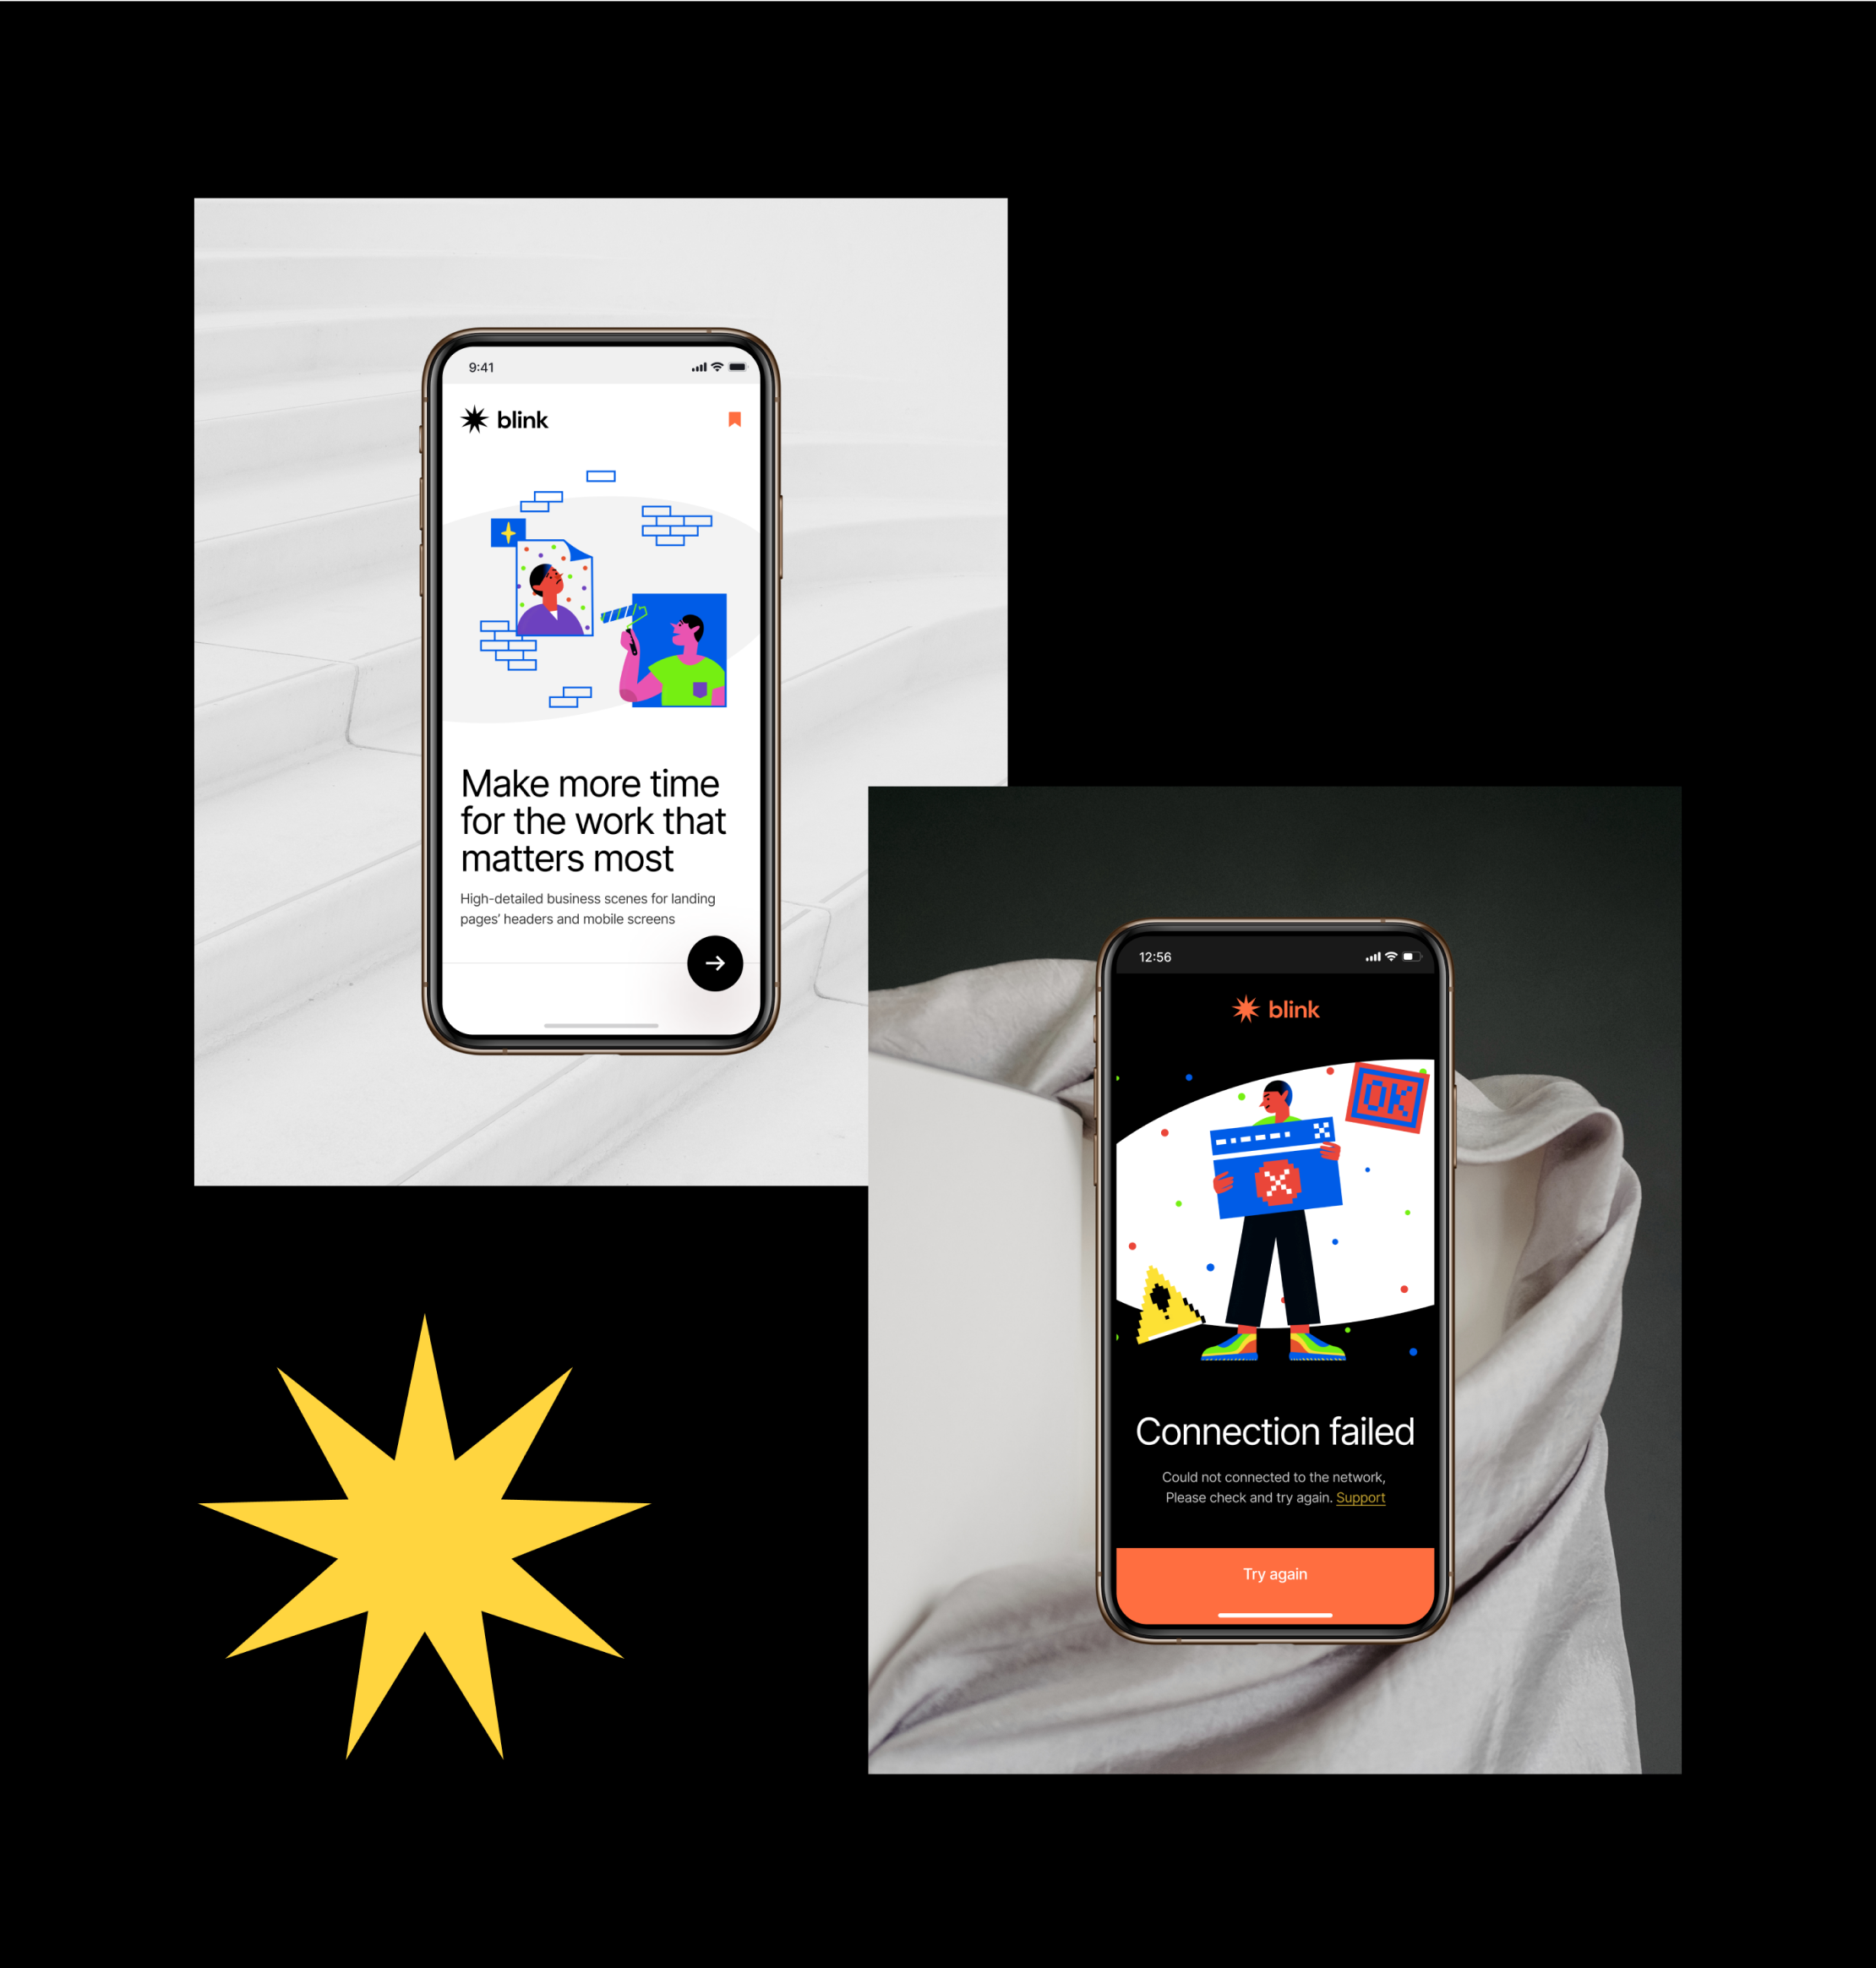 9:41
blink
Make more time
for the work that
matters most
High-detailed business scenes for landing
pages’ headers and mobile screens
12:56
blink
OK
Connection failed
Could not connected to the network,
Please check and try again. Support
Try again